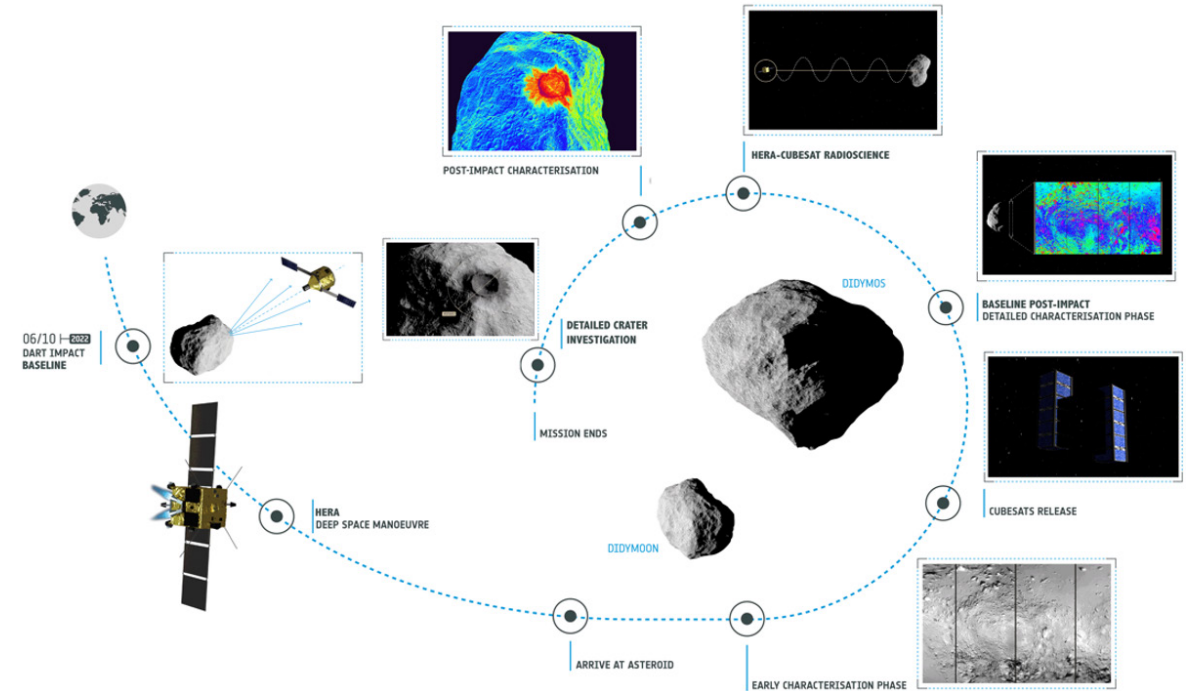 POST-IMPACT CHARACTERISATION
HERA-CUBESAT RADIOSCIENCE
DIDYMOS
BASELINE POST-IMPACT
DETAILED CHARACTERISATION PHASE
06/10 2022
DART IMPACT
BASELINE
DETAILED CRATER
INVESTIGATION
MISSION ENDS
HERA
DEEP SPACE MANOEUVRE
CUBESATS RELEASE
DIDYMOON
ARRIVE AT ASTEROID
EARLY CHARACTERISATION PHASE